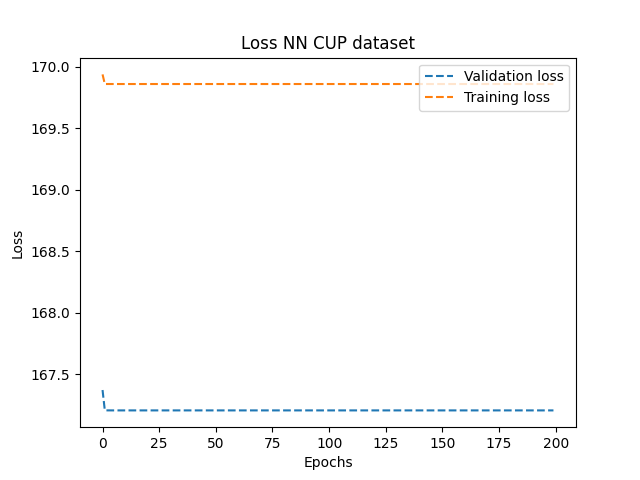 Loss NN CUP dataset
Validation loss
Training loss
170.0
169.5
169.0
168.5
168.0
167.5
Loss
0 25 50 75 100 125 150 175 200
Epochs